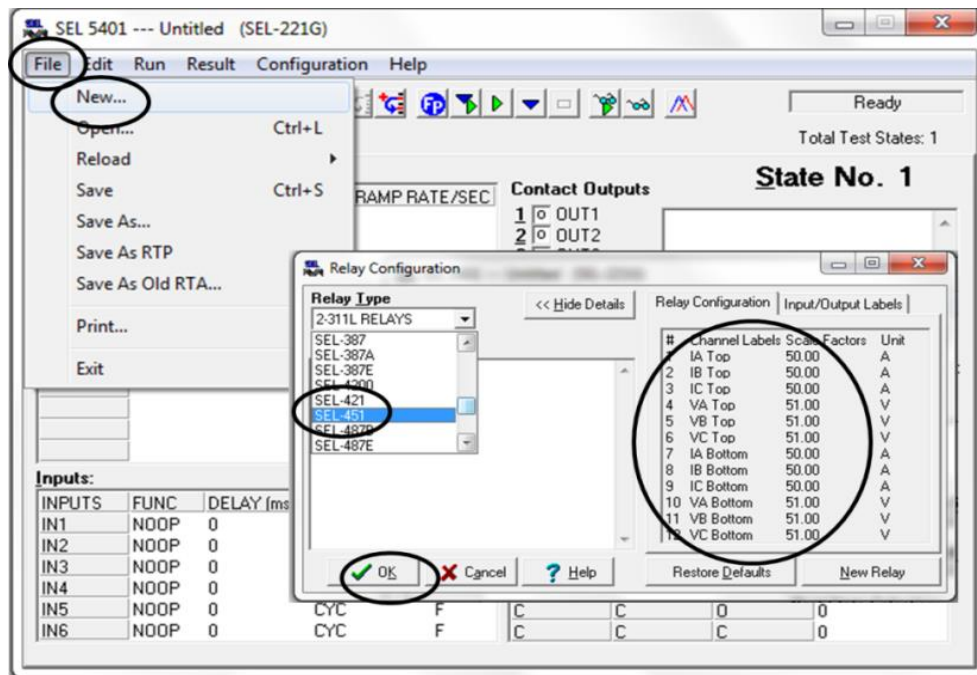 SEL 5401 --- Untitled (SEL-221G)
File Edit Run Result Configuration Help
New...
Open... Ctrl+L
Reload
Save Ctrl+S
Save As...
Save As RTP
Save As Old RTA...
Print...
Exit
FP
Ready
Total Test States: 1
State No. 1
RAMP RATE/SEC
Contact Outputs
1 OUT1
2 OUT2
Relay Configuration
Relay Type
2-311L RELAYS
SEL-387
SEL-387A
SEL-387E
SEL-421
SEL-451
SEL-487E
<< Hide Details
Relay Configuration Input/Output Labels
# Channel Labels Scale Factors Unit
1 IA Top 50.00 A
2 IB Top 50.00 A
3 IC Top 50.00 A
4 VA Top 51.00 V
5 VB Top 51.00 V
6 VC Top 51.00 V
7 IA Bottom 50.00 A
8 IB Bottom 50.00 A
9 IC Bottom 50.00 A
10 VA Bottom 51.00 V
11 VB Bottom 51.00 V
12 VC Bottom 51.00 V
OK Cancel Help Restore Defaults New Relay
Inputs:
INPUTS FUNC DELAY (ms
IN1 NOOP 0
IN2 NOOP 0
IN3 NOOP 0
IN4 NOOP 0
IN5 NOOP 0 CYC F C C O 0
IN6 NOOP 0 CYC F C C C 0